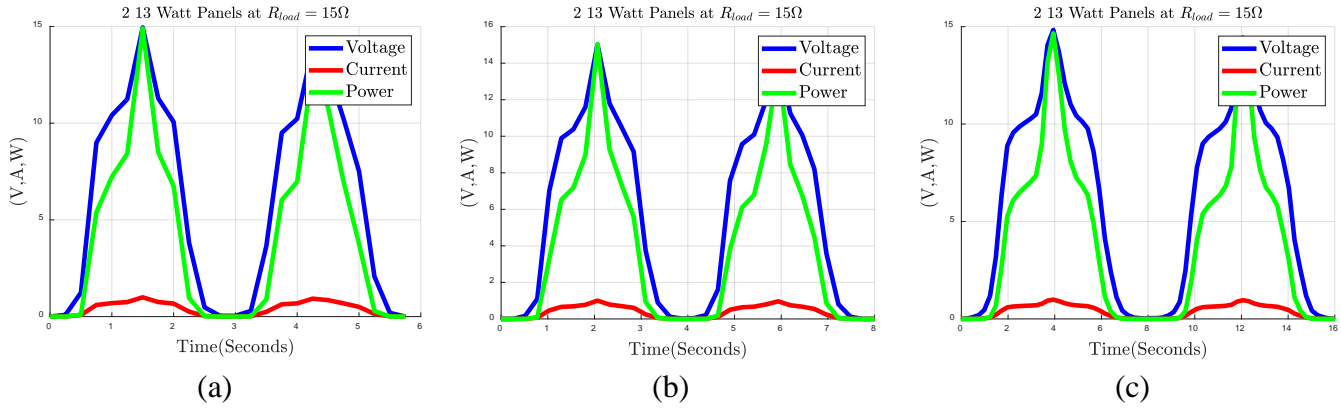 2 13 Watt Panels at R_load = 15Ω
15
10
5
0
(V,A,W)
Voltage
Current
Power
0 1 2 3 4 5 6
Time(Seconds)
(a)
2 13 Watt Panels at R_load = 15Ω
16
14
12
10
8
6
4
2
0
(V,A,W)
Voltage
Current
Power
0 1 2 3 4 5 6 7 8
Time(Seconds)
(b)
2 13 Watt Panels at R_load = 15Ω
15
10
5
0
(V,A,W)
Voltage
Current
Power
0 2 4 6 8 10 12 14 16
Time(Seconds)
(c)